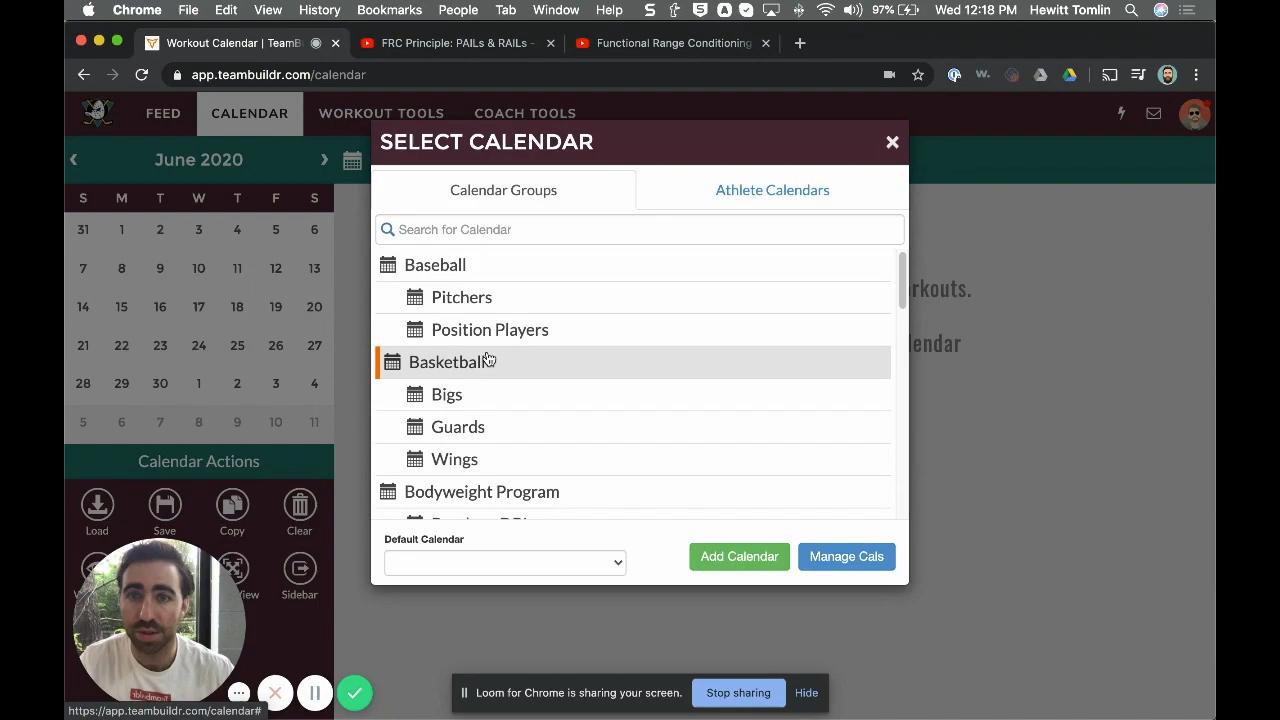 Chrome File Edit View History Bookmarks People Tab Window Help 97% Wed 12:18 PM Hewitt Tomlin
Workout Calendar | TeamB
FRC Principle: PAILs & RAILs -
Functional Range Conditioning
app.teambuildr.com/calendar
FEED CALENDAR WORKOUT TOOLS COACH TOOLS
SELECT CALENDAR
June 2020
Calendar Groups
Athlete Calendars
S M T W T F S
31 1 2 3 4 5 6
7 8 9 10 11 12 13
14 15 16 17 18 19 20
21 22 23 24 25 26 27
28 29 30 1 2 3 4
5 6 7 8 9 10 11
Search for Calendar
Baseball
Pitchers
Position Players
Basketball
Bigs
Guards
Wings
Bodyweight Program
orkouts.
lendar
Calendar Actions
Load Save Copy Clear
View Sidebar
Default Calendar
Add Calendar
Manage Cals
Loom for Chrome is sharing your screen. Stop sharing Hide
https://app.teambuildr.com/calendar#